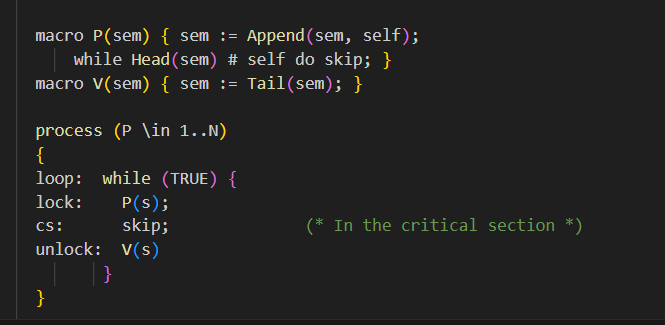 macro P(sem) { sem := Append(sem, self);
    while Head(sem) # self do skip; }
macro V(sem) { sem := Tail(sem); }

process (P \in 1..N)
{
loop:  while (TRUE) {
lock:    P(s);
cs:      skip;              (* In the critical section *)
unlock:  V(s)
       }
}